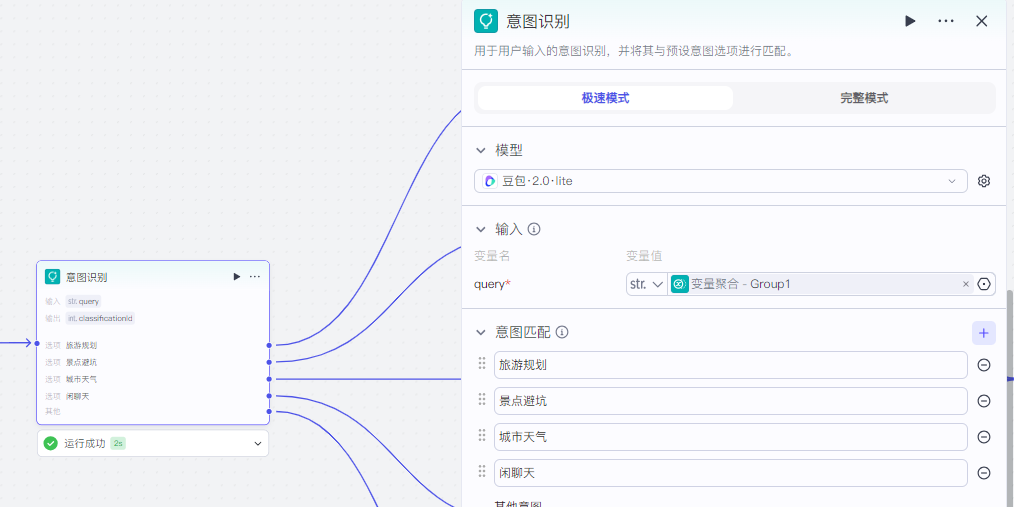 意图识别
用于用户输入的意图识别，并将其与预设意图选项进行匹配。
极速模式
完整模式
模型
豆包·2.0·lite
输入
变量名
变量值
query*
str.
变量聚合 - Group1
意图匹配
旅游规划
景点避坑
城市天气
闲聊天
其他意图
意图识别
输入 str. query
输出 int. classificationId
选项 旅游规划
选项 景点避坑
选项 城市天气
选项 闲聊天
其他
运行成功 2s